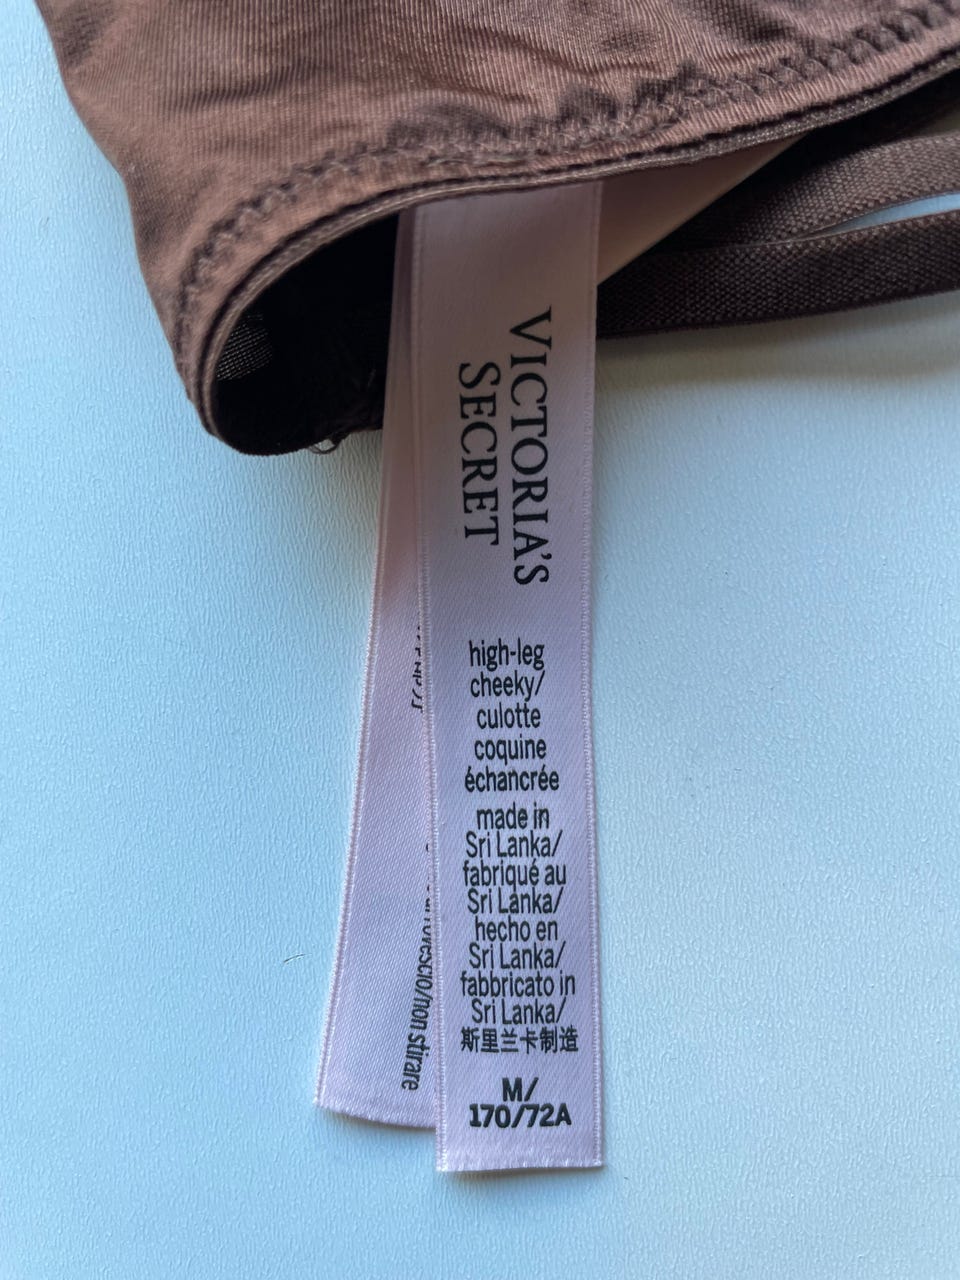 VICTORIA'S
SECRET
high-leg
cheeky/
culotte
coquine
échancrée
made in
Sri Lanka/
fabriqué au
Sri Lanka/
hecho en
Sri Lanka/
fabbricato in
Sri Lanka/
斯里兰卡制造
M/
170/72A
rovescio/non stirare